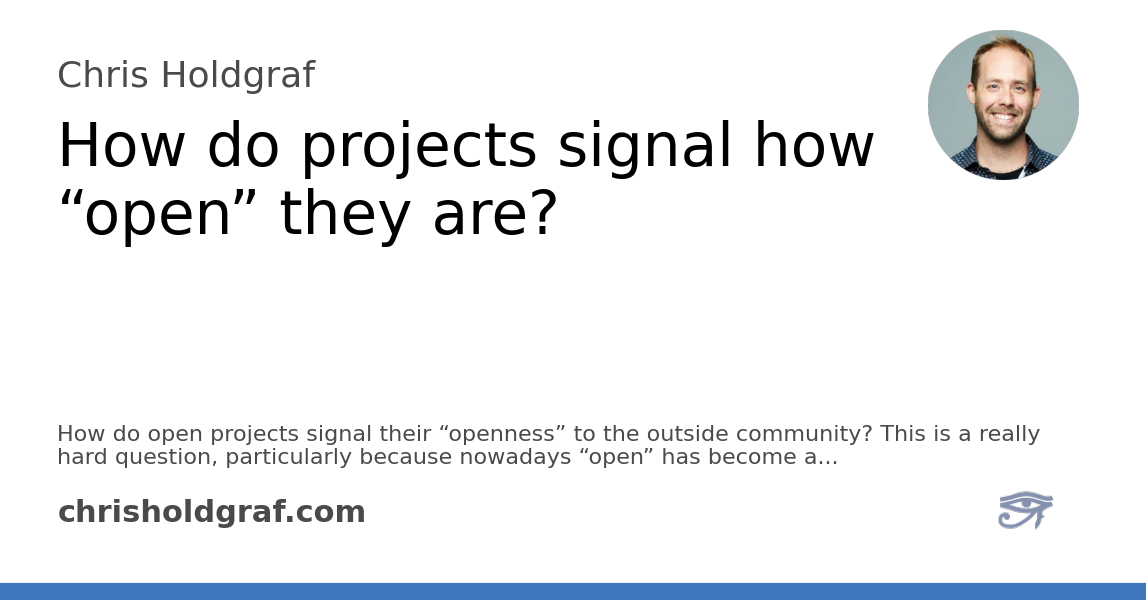 Chris Holdgraf
How do projects signal how
“open” they are?
How do open projects signal their “openness” to the outside community? This is a really
hard question, particularly because nowadays “open” has become a...
chrisholdgraf.com